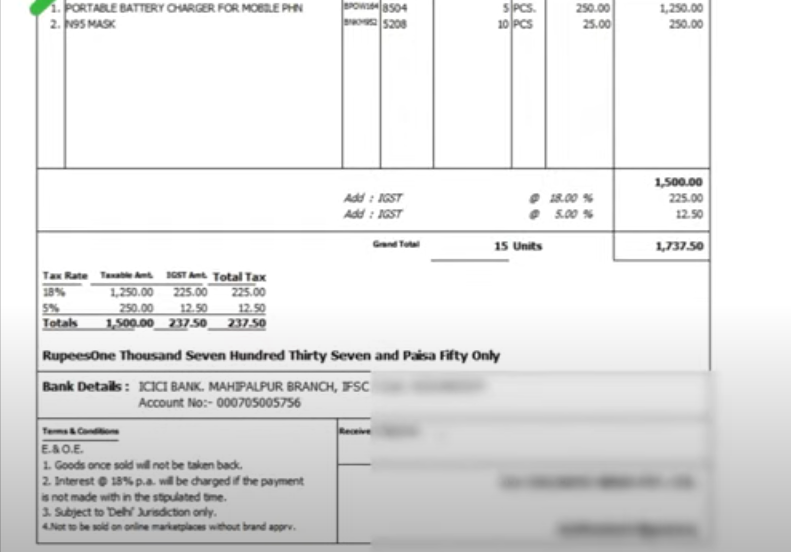 1. PORTABLE BATTERY CHARGER FOR MOBILE PHN BPOW184 8504 5 PCS. 250.00 1,250.00
2. N95 MASK 5208 10 PCS 25.00 250.00
1,500.00
Add : IGST @ 18.00 % 225.00
Add : IGST @ 5.00 % 12.50
Grand Total 15 Units 1,737.50
Tax Rate Taxable Amt. IGST Amt. Total Tax
18% 1,250.00 225.00 225.00
5% 250.00 12.50 12.50
Totals 1,500.00 237.50 237.50
RupeesOne Thousand Seven Hundred Thirty Seven and Paisa Fifty Only
Bank Details : ICICI BANK. MAHIPALPUR BRANCH, IFSC
Account No:- 000705005756
Terms & Conditions
E.& O.E.
1. Goods once sold will not be taken back.
2. Interest @ 18% p.a. will be charged if the payment
is not made with in the stipulated time.
3. Subject to 'Delhi' Jurisdiction only.
4.Not to be sold on online marketplaces without brand apprv.
Receive